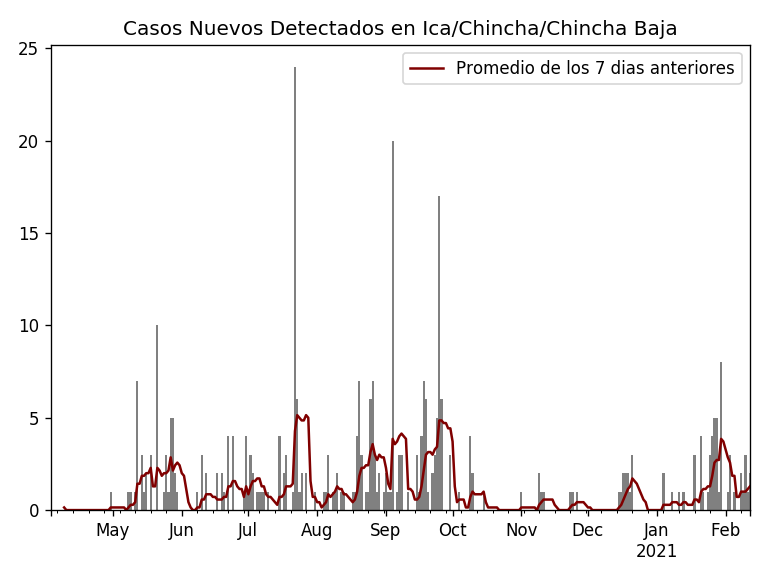 Casos Nuevos Detectados en Ica/Chincha/Chincha Baja
Promedio de los 7 dias anteriores
25
20
15
10
5
0
May Jun Jul Aug Sep Oct Nov Dec Jan Feb
2021